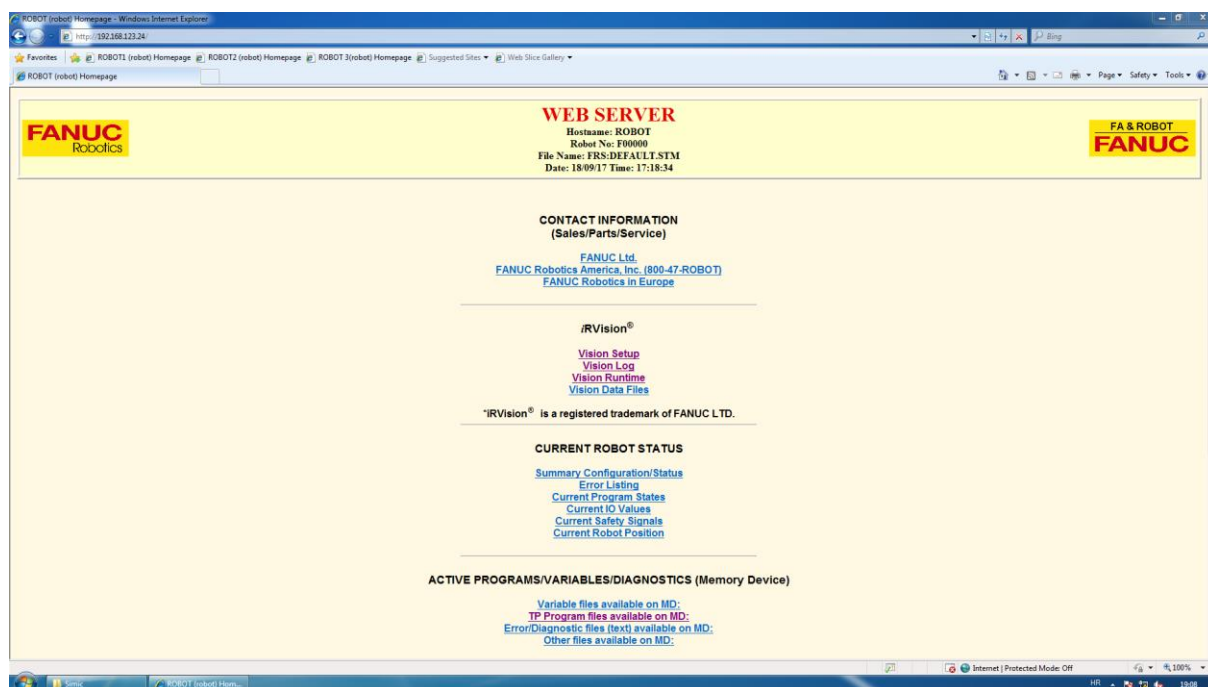 ROBOT (robot) Homepage - Windows Internet Explorer
http://192.168.123.24/
Bing
Favorites ROBOT1 (robot) Homepage ROBOT2 (robot) Homepage ROBOT 3(robot) Homepage Suggested Sites Web Slice Gallery
ROBOT (robot) Homepage
Page Safety Tools
FANUC
Robotics
WEB SERVER
Hostname: ROBOT
Robot No: F00000
File Name: FRS:DEFAULT.STM
Date: 18/09/17 Time: 17:18:34
FA & ROBOT
FANUC
CONTACT INFORMATION
(Sales/Parts/Service)
FANUC Ltd.
FANUC Robotics America, Inc. (800-47-ROBOT)
FANUC Robotics in Europe
iRVision®
Vision Setup
Vision Log
Vision Runtime
Vision Data Files
*iRVision® is a registered trademark of FANUC LTD.
CURRENT ROBOT STATUS
Summary Configuration/Status
Error Listing
Current Program States
Current IO Values
Current Safety Signals
Current Robot Position
ACTIVE PROGRAMS/VARIABLES/DIAGNOSTICS (Memory Device)
Variable files available on MD:
TP Program files available on MD:
Error/Diagnostic files (text) available on MD:
Other files available on MD:
Internet | Protected Mode: Off
100%
Simic
ROBOT (robot) Hom...
HR
19:08